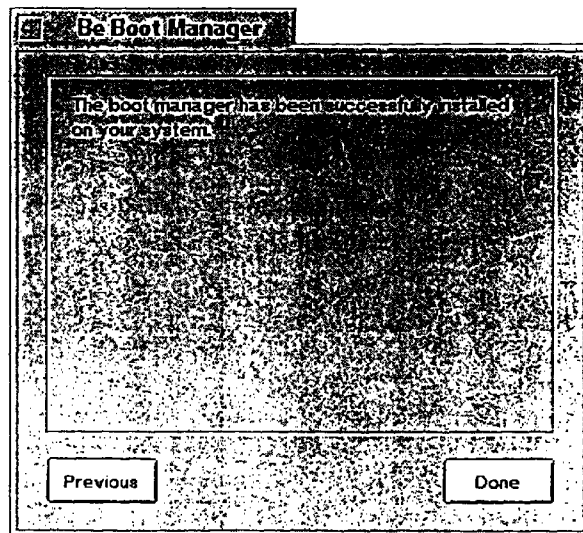 Be Boot Manager
The boot manager has been successfully installed
on your system.
Previous
Done